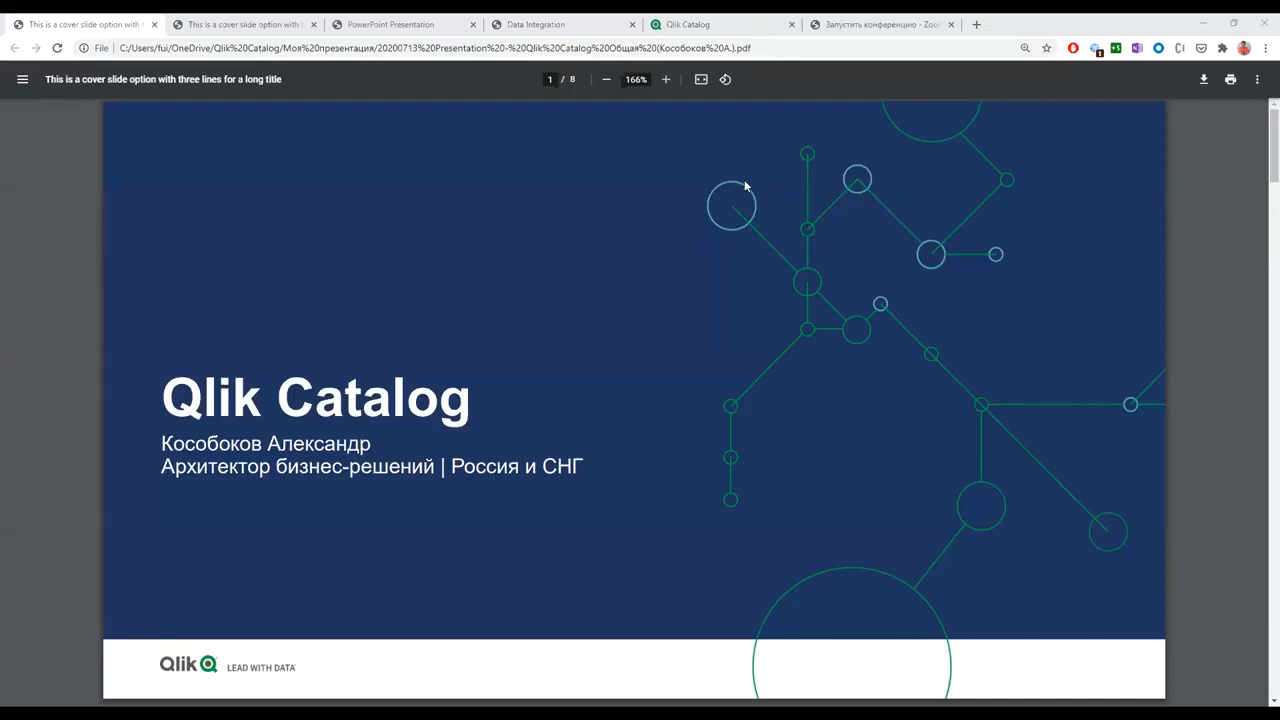 This is a cover slide option with t
This is a cover slide option with t
PowerPoint Presentation
Data Integration
Qlik Catalog
Запустить конференцию - Zoo
File
C:/Users/fui/OneDrive/Qlik%20Catalog/Моя%20презентация/20200713%20Presentation%20-%20Qlik%20Catalog%20Общая%20(Кособоков%20А.).pdf
This is a cover slide option with three lines for a long title
1 / 8
166%
Qlik Catalog
Кособоков Александр
Архитектор бизнес-решений | Россия и СНГ
Qlik
LEAD WITH DATA